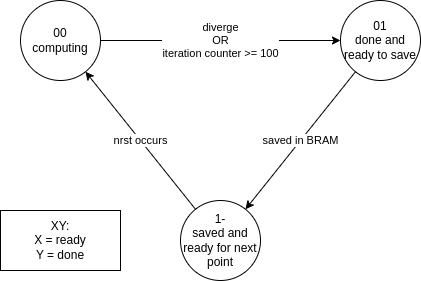 00
computing
diverge
OR
iteration counter >= 100
01
done and
ready to save
nrst occurs
saved in BRAM
1-
saved and
ready for next
point
XY:
X = ready
Y = done